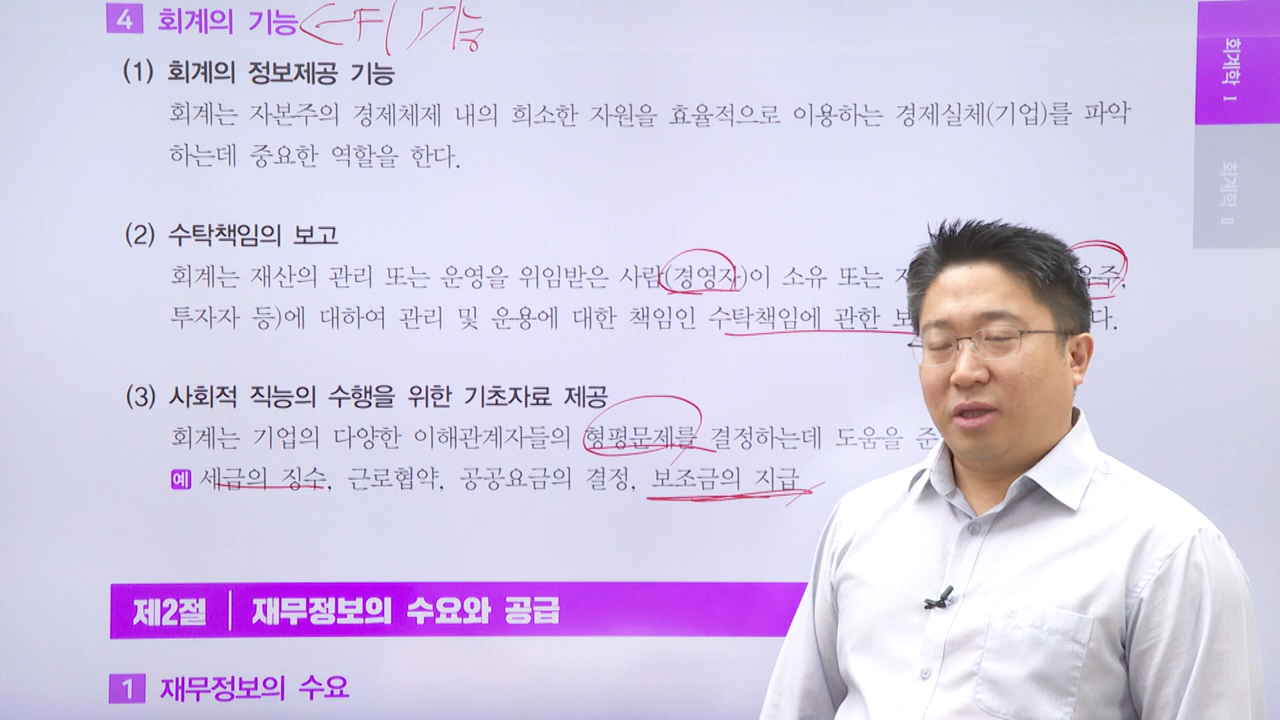 4 회계의 기능
기능
(1) 회계의 정보제공 기능
회계는 자본주의 경제체제 내의 희소한 자원을 효율적으로 이용하는 경제실체(기업)를 파악
하는데 중요한 역할을 한다.
(2) 수탁책임의 보고
회계는 재산의 관리 또는 운영을 위임받은 사람(경영자)이 소유 또는
투자자 등)에 대하여 관리 및 운용에 대한 책임인 수탁책임에 관한 다.
(3) 사회적 직능의 수행을 위한 기초자료 제공
회계는 기업의 다양한 이해관계자들의 형평문제를 결정하는데 도움을 준
예 세금의 징수, 근로협약, 공공요금의 결정, 보조금의 지급
제2절 재무정보의 수요와 공급
1 재무정보의 수요
회계학 I
회계학 II